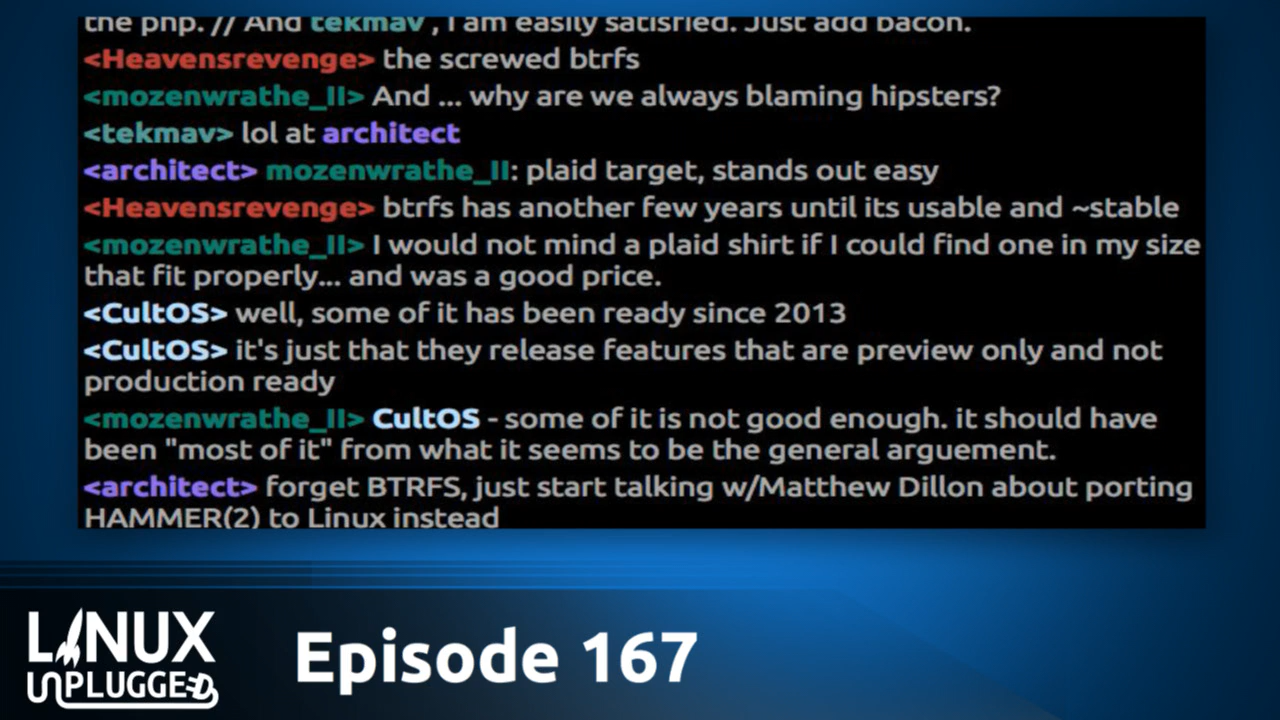 the php. // And tekmav , I am easily satisfied. Just add bacon.
<Heavensrevenge> the screwed btrfs
<mozenwrathe_II> And ... why are we always blaming hipsters?
<tekmav> lol at architect
<architect> mozenwrathe_II: plaid target, stands out easy
<Heavensrevenge> btrfs has another few years until its usable and ~stable
<mozenwrathe_II> I would not mind a plaid shirt if I could find one in my size
that fit properly... and was a good price.
<CultOS> well, some of it has been ready since 2013
<CultOS> it's just that they release features that are preview only and not
production ready
<mozenwrathe_II> CultOS - some of it is not good enough. it should have
been "most of it" from what it seems to be the general arguement.
<architect> forget BTRFS, just start talking w/Matthew Dillon about porting
HAMMER(2) to Linux instead
LINUX
UNPLUGGED
Episode 167